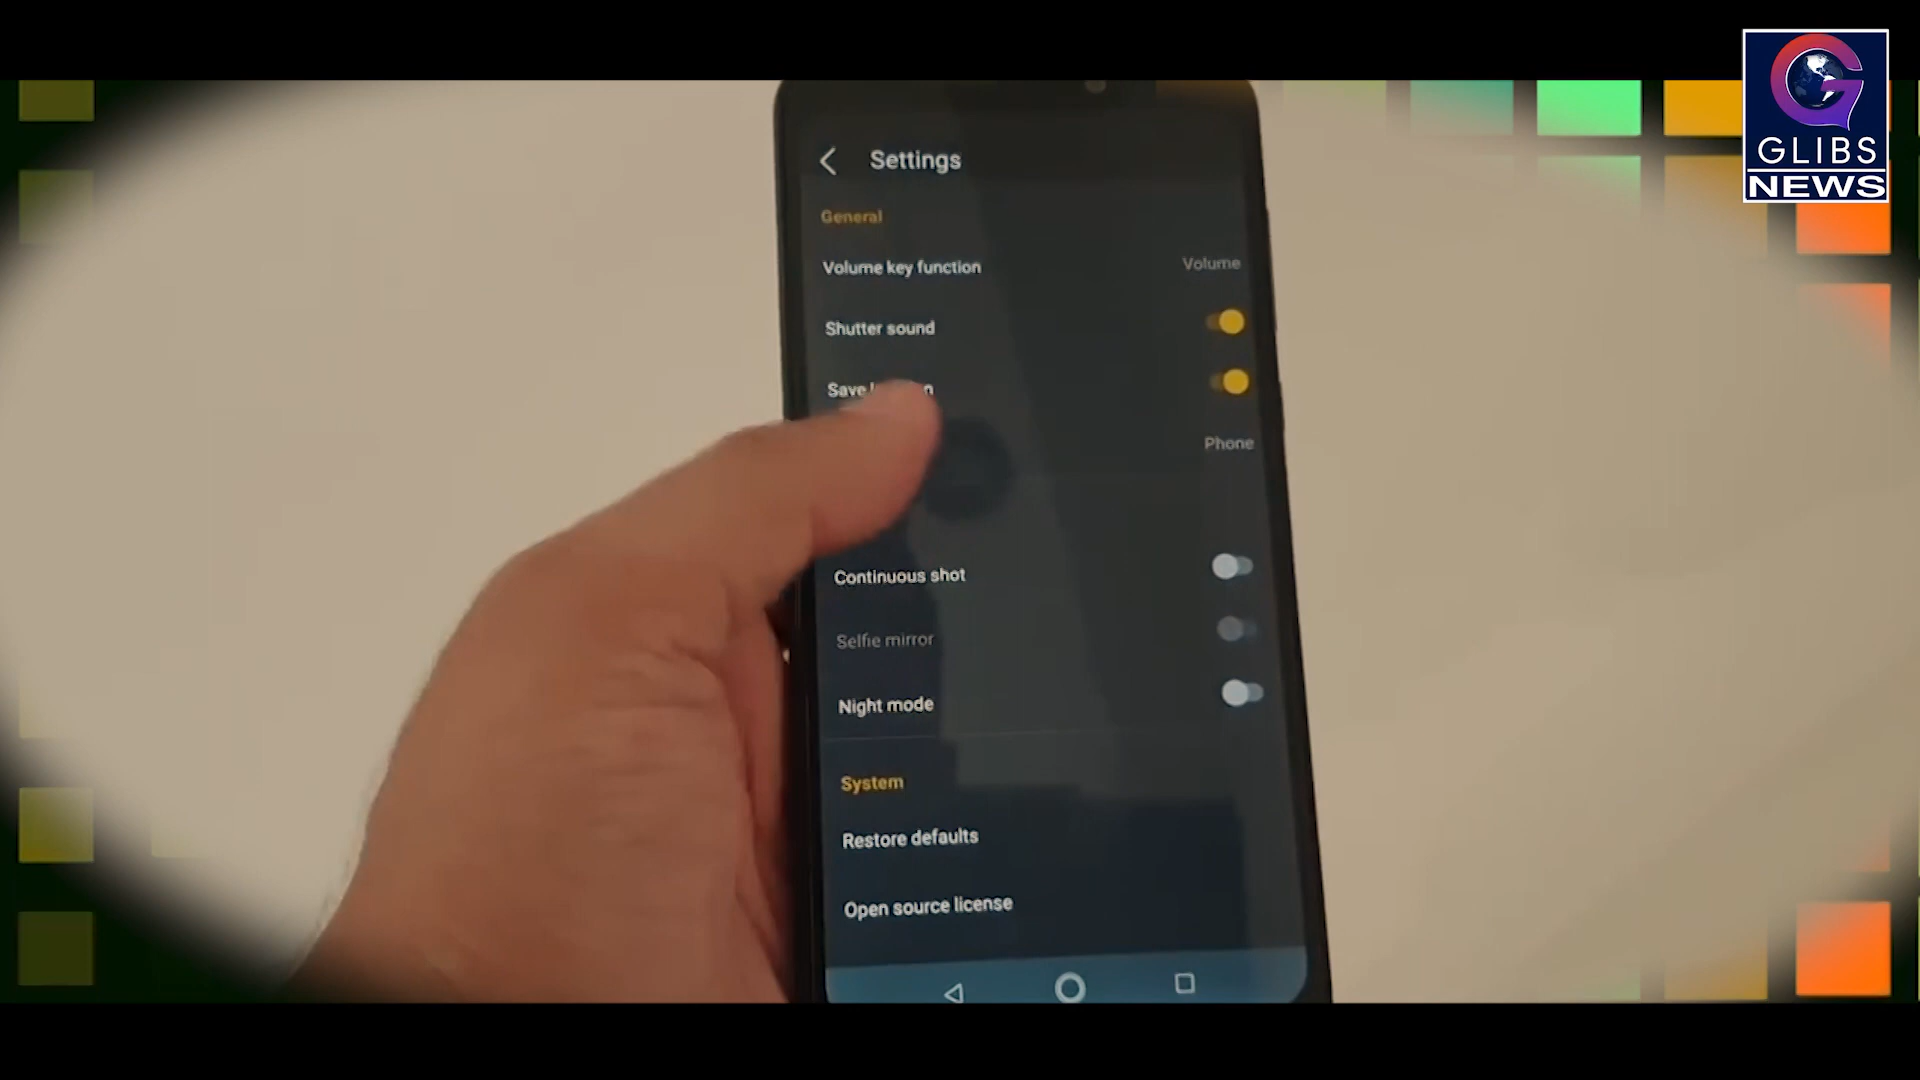 GLIBS
NEWS
Settings
General
Volume key function Volume
Shutter sound
Save
Phone
Continuous shot
Selfie mirror
Night mode
System
Restore defaults
Open source license